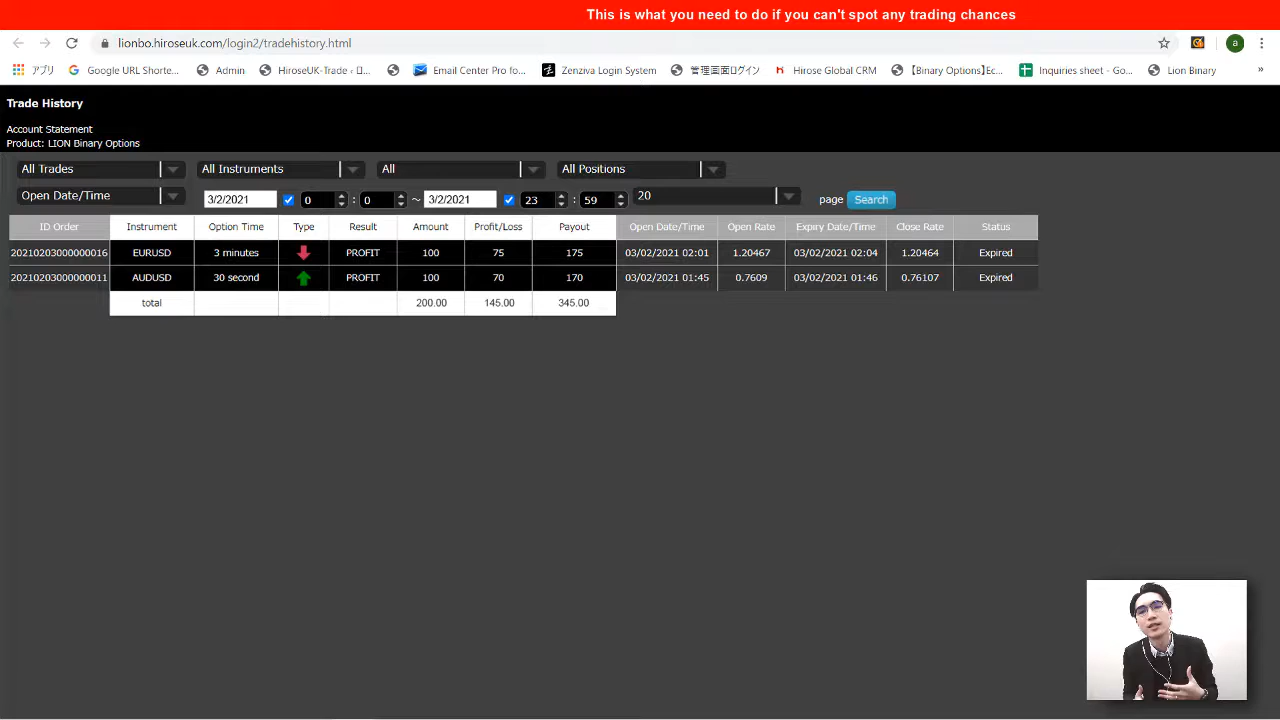 This is what you need to do if you can't spot any trading chances
lionbo.hiroseuk.com/login2/tradehistory.html
a
アプリ Google URL Shorte... Admin HiroseUK-Trade ‹ ロ... Email Center Pro fo... Zenziva Login System 管理画面ログイン Hirose Global CRM 【Binary Options】Ec... Inquiries sheet - Go... Lion Binary »
Trade History
Account Statement
Product: LION Binary Options
All Trades All Instruments All All Positions
Open Date/Time 3/2/2021 0 : 0 ~ 3/2/2021 23 : 59 20 page Search
ID Order Instrument Option Time Type Result Amount Profit/Loss Payout Open Date/Time Open Rate Expiry Date/Time Close Rate Status
20210203000000016 EURUSD 3 minutes PROFIT 100 75 175 03/02/2021 02:01 1.20467 03/02/2021 02:04 1.20464 Expired
20210203000000011 AUDUSD 30 second PROFIT 100 70 170 03/02/2021 01:45 0.7609 03/02/2021 01:46 0.76107 Expired
total 200.00 145.00 345.00